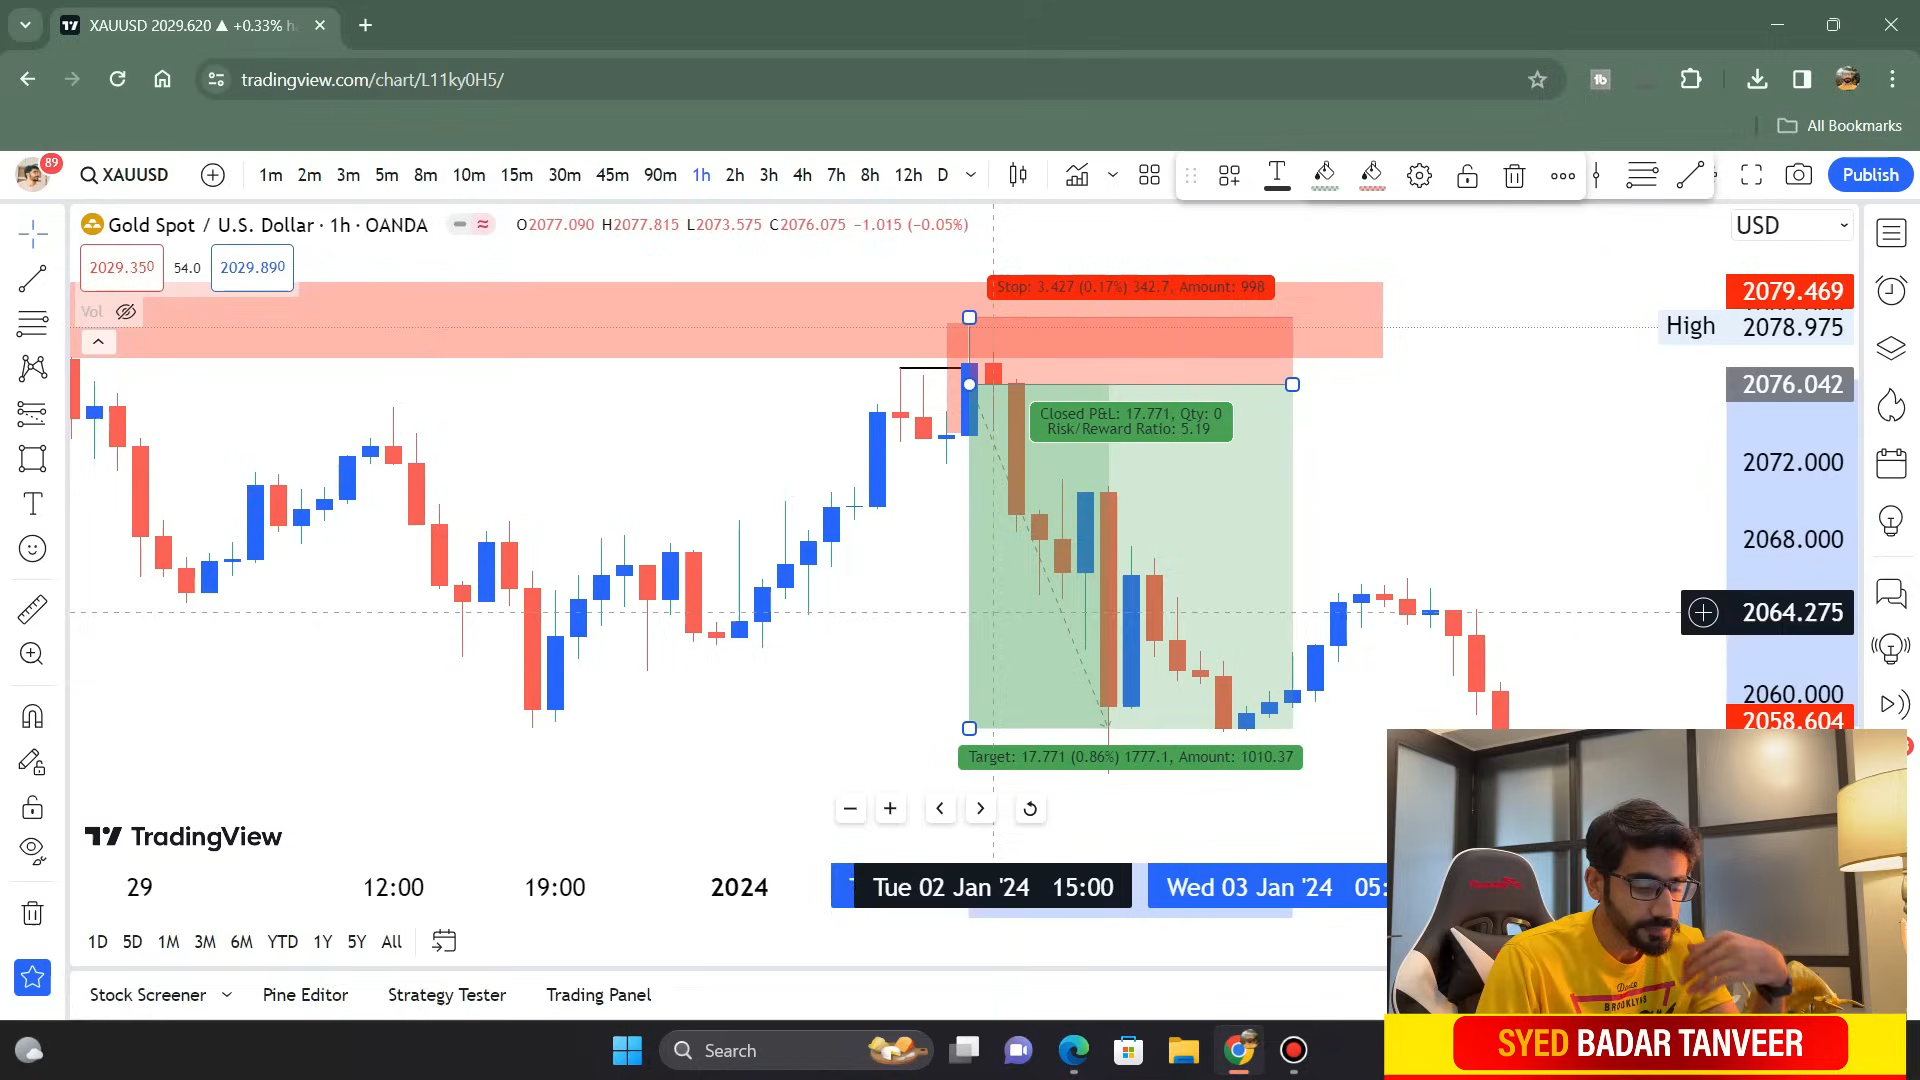 XAUUSD 2029.620 ▲ +0.33%
tradingview.com/chart/L11ky0H5/
All Bookmarks
89
XAUUSD
1m 2m 3m 5m 8m 10m 15m 30m 45m 90m 1h 2h 3h 4h 7h 8h 12h D
Publish
Gold Spot / U.S. Dollar · 1h · OANDA
O2077.090 H2077.815 L2073.575 C2076.075 −1.015 (−0.05%)
USD
2029.350 54.0 2029.890
Vol
Stop: 3.427 (0.17%) 342.7, Amount: 998
2079.469
High 2078.975
2076.042
Closed P&L: 17.771, Qty: 0
Risk/Reward Ratio: 5.19
2072.000
2068.000
2064.275
2060.000
2058.604
Target: 17.771 (0.86%) 1777.1, Amount: 1010.37
TradingView
29 12:00 19:00 2024 Tue 02 Jan '24 15:00 Wed 03 Jan '24 05:
1D 5D 1M 3M 6M YTD 1Y 5Y All
Stock Screener Pine Editor Strategy Tester Trading Panel
BROOKLYN
Search
SYED BADAR TANVEER